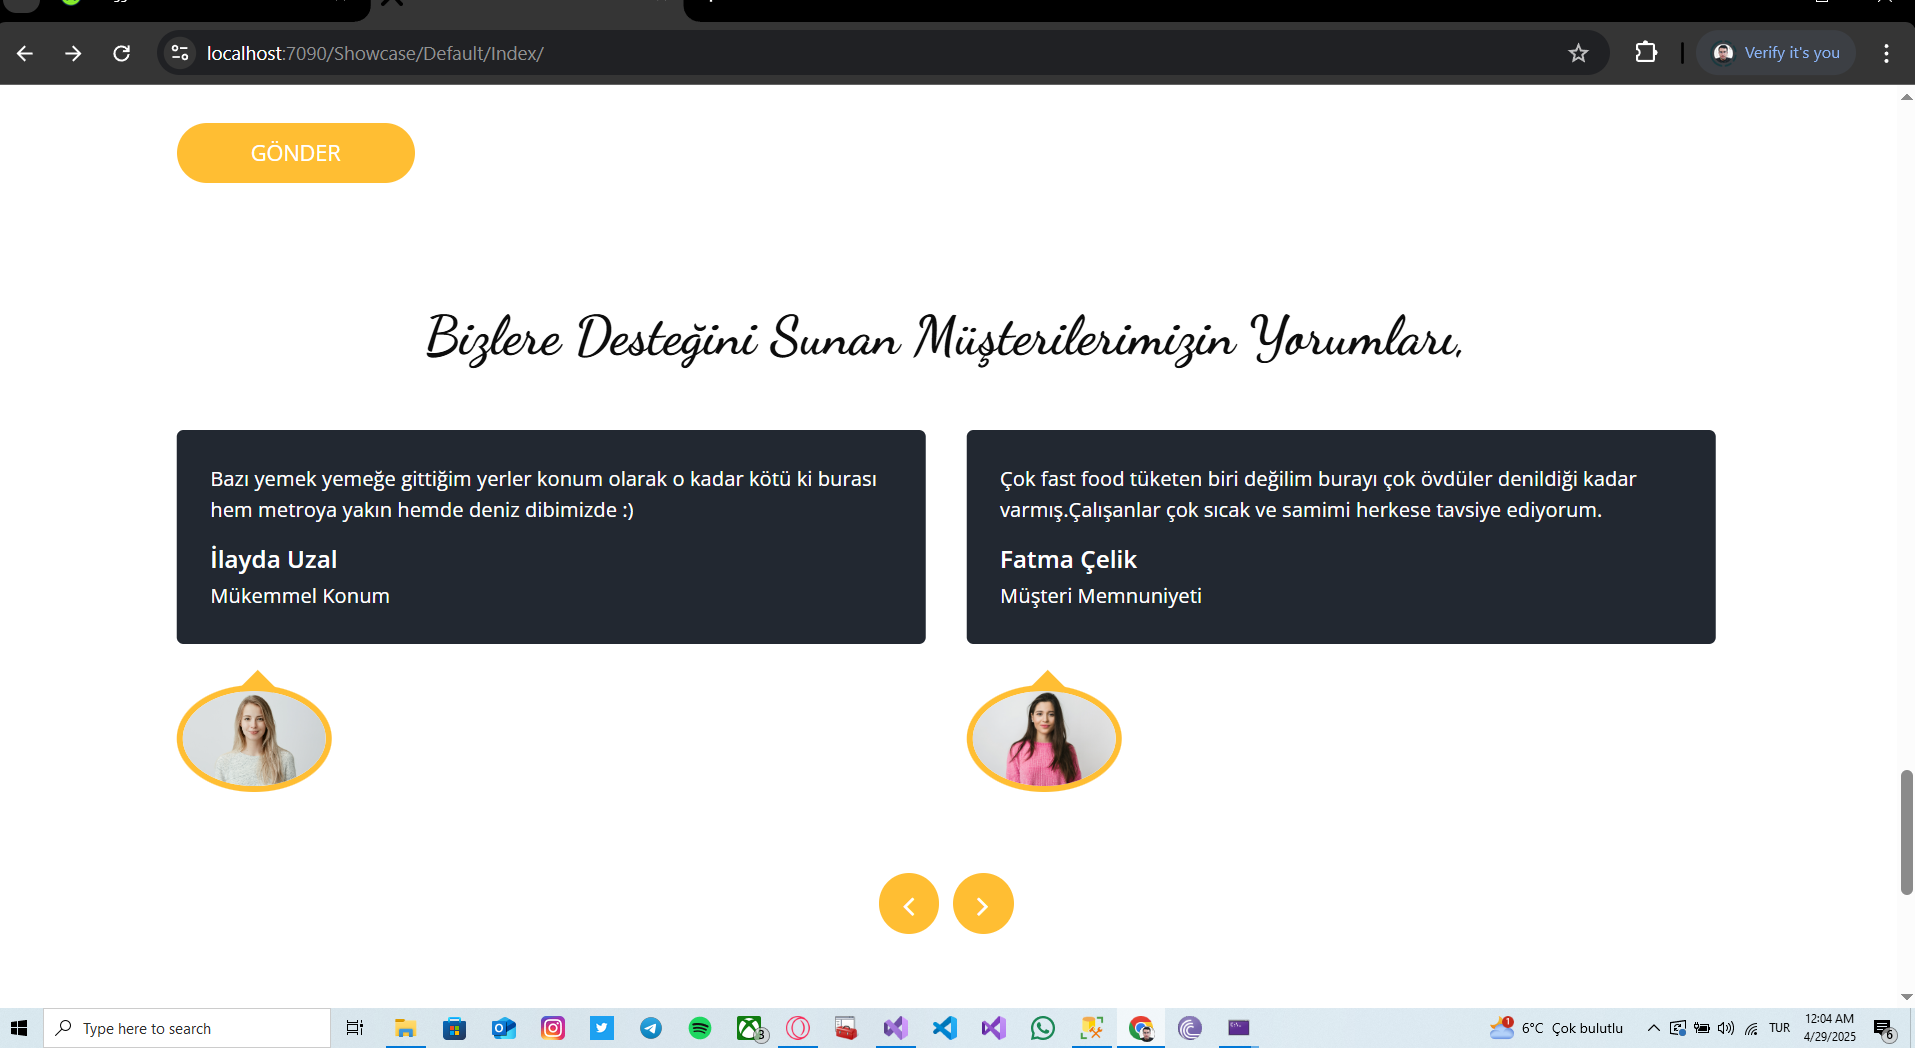 localhost:7090/Showcase/Default/Index/
Verify it's you
GÖNDER
Bizlere Desteğini Sunan Müşterilerimizin Yorumları.
Bazı yemek yemeğe gittiğim yerler konum olarak o kadar kötü ki burası
hem metroya yakın hemde deniz dibimizde :)
İlayda Uzal
Mükemmel Konum
Çok fast food tüketen biri değilim burayı çok övdüler denildiği kadar
varmış.Çalışanlar çok sıcak ve samimi herkese tavsiye ediyorum.
Fatma Çelik
Müşteri Memnuniyeti
Type here to search
3
1
6°C Çok bulutlu
TUR
12:04 AM
4/29/2025
6